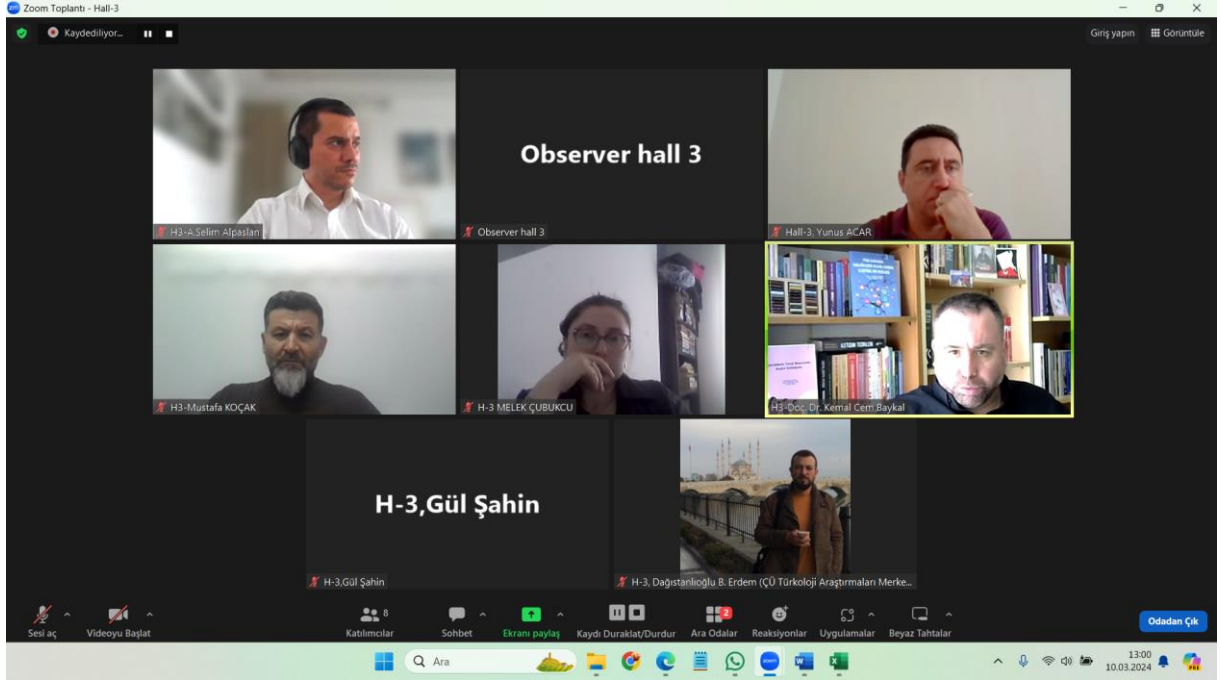 Zoom Toplantı - Hall-3
Kaydediliyor...
Giriş yapın
Görüntüle
Observer hall 3
H3-A.Selim Alpaslan
Observer hall 3
Hall-3, Yunus ACAR
H3-Mustafa KOÇAK
H-3 MELEK ÇUBUKCU
H3-Doç. Dr. Kemal Cem Baykal
H-3,Gül Şahin
H-3,Gül Şahin
H-3, Dağıstanlıoğlu B. Erdem (ÇÜ Türkoloji Araştırmaları Merke...
8
2
Sesi aç
Videoyu Başlat
Katılımcılar
Sohbet
Ekranı paylaş
Kaydı Duraklat/Durdur
Ara Odalar
Reaksiyonlar
Uygulamalar
Beyaz Tahtalar
Odadan Çık
Ara
13:00
10.03.2024